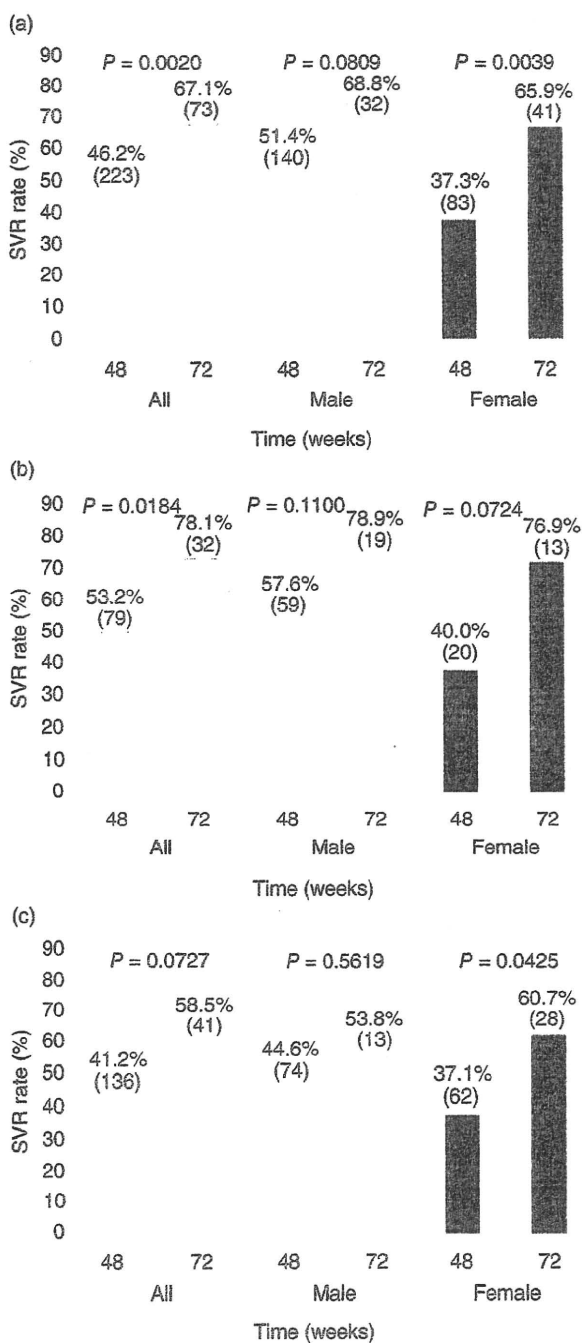 (a)
P = 0.0020 P = 0.0809 P = 0.0039
67.1% 68.8% 65.9%
(73) (32) (41)
46.2% 51.4% 37.3%
(223) (140) (83)
SVR rate (%)
90
80
70
60
50
40
30
20
10
0
48 72 48 72 48 72
All Male Female
Time (weeks)
(b)
P = 0.0184 P = 0.1100 P = 0.0724
78.1% 78.9% 76.9%
(32) (19) (13)
53.2% 57.6% 40.0%
(79) (59) (20)
SVR rate (%)
90
80
70
60
50
40
30
20
10
0
48 72 48 72 48 72
All Male Female
Time (weeks)
(c)
P = 0.0727 P = 0.5619 P = 0.0425
58.5% 53.8% 60.7%
(41) (13) (28)
41.2% 44.6% 37.1%
(136) (74) (62)
SVR rate (%)
90
80
70
60
50
40
30
20
10
0
48 72 48 72 48 72
All Male Female
Time (weeks)